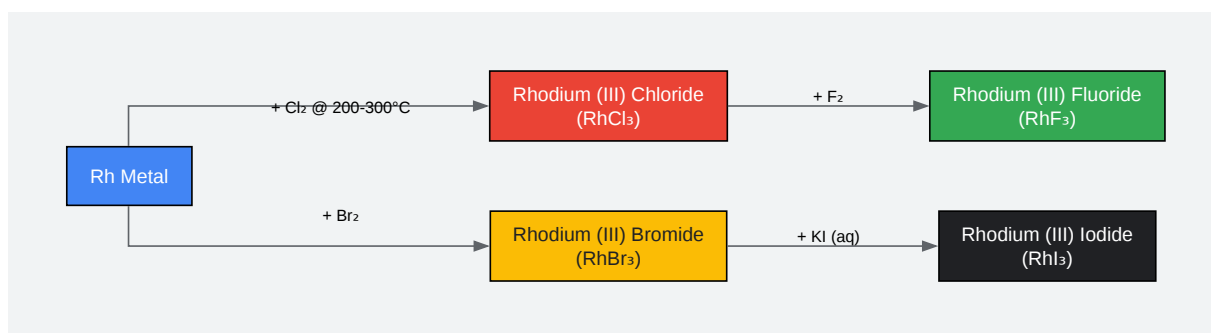 + Cl₂ @ 200-300°C
Rhodium (III) Chloride
(RhCl₃)
+ F₂
Rhodium (III) Fluoride
(RhF₃)
Rh Metal
+ Br₂
Rhodium (III) Bromide
(RhBr₃)
+ KI (aq)
Rhodium (III) Iodide
(RhI₃)